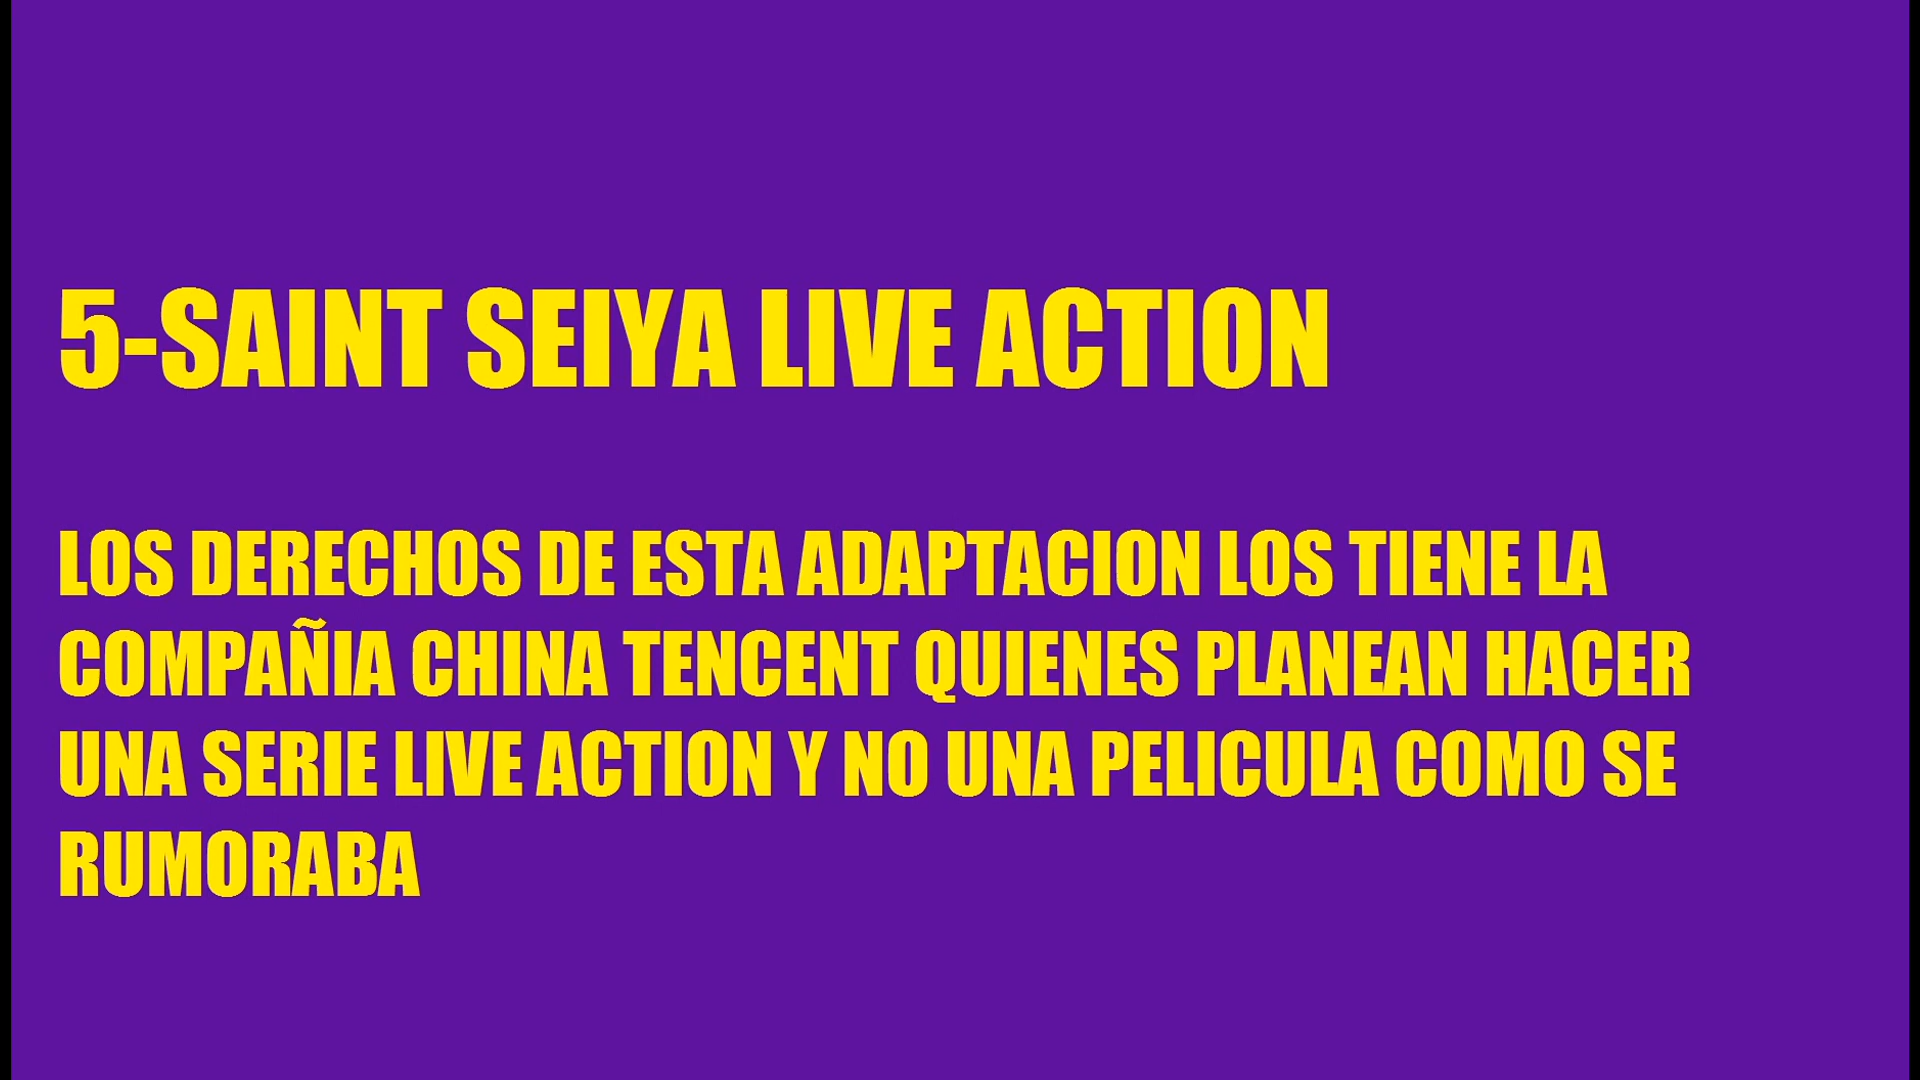 5-SAINT SEIYA LIVE ACTION
LOS DERECHOS DE ESTA ADAPTACION LOS TIENE LA
COMPAÑIA CHINA TENCENT QUIENES PLANEAN HACER
UNA SERIE LIVE ACTION Y NO UNA PELICULA COMO SE
RUMORABA